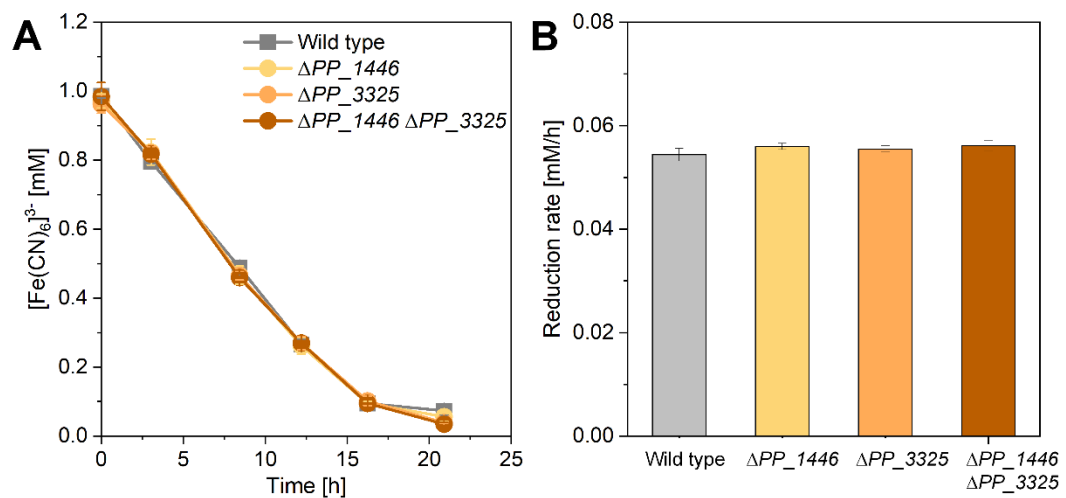 A
[Fe(CN)₆]³⁻ [mM]
1.2
1.0
0.8
0.6
0.4
0.2
0.0
Wild type
ΔPP_1446
ΔPP_3325
ΔPP_1446 ΔPP_3325
0 5 10 15 20 25
Time [h]
B
Reduction rate [mM/h]
0.08
0.06
0.04
0.02
0.00
Wild type ΔPP_1446 ΔPP_3325 ΔPP_1446
ΔPP_3325